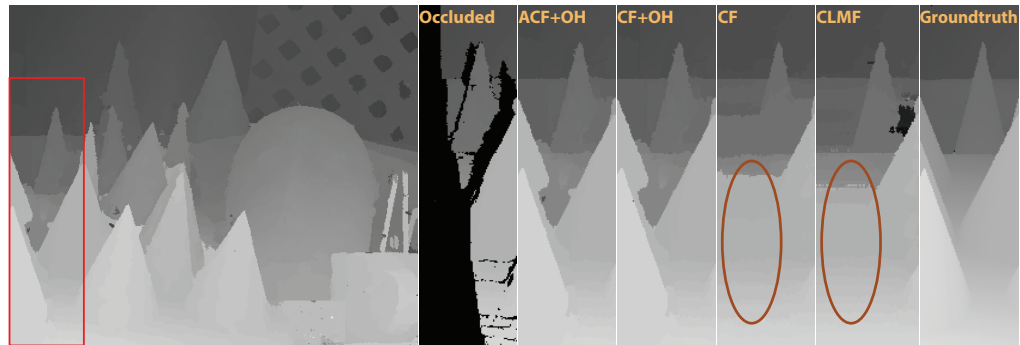 Occluded
ACF+OH
CF+OH
CF
CLMF
Groundtruth